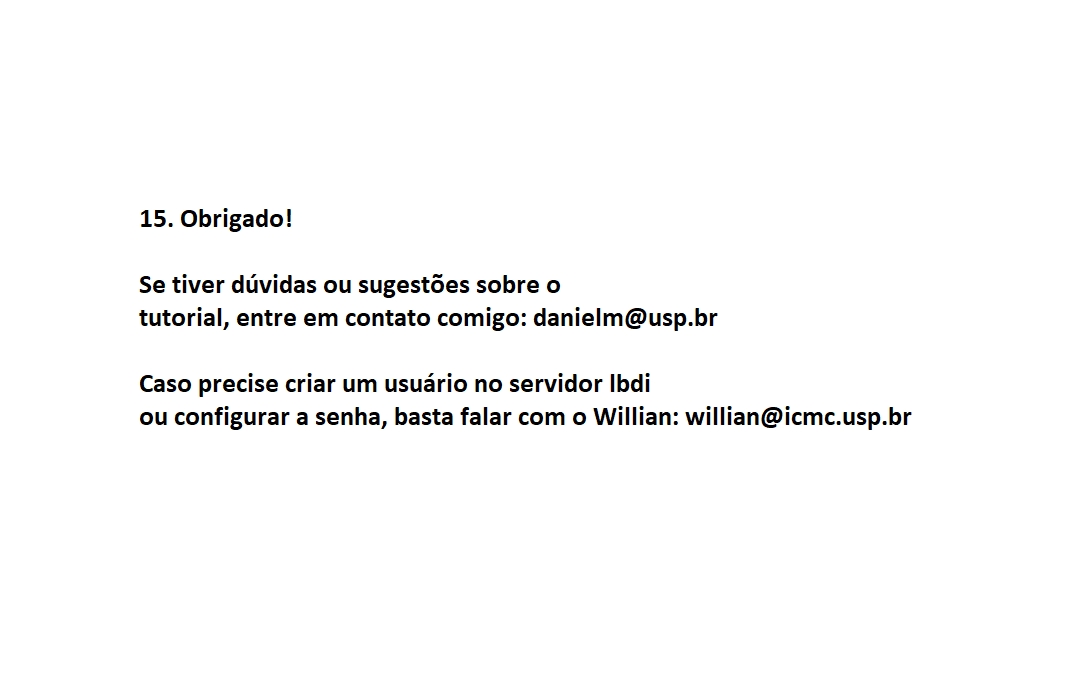 15. Obrigado!
Se tiver dúvidas ou sugestões sobre o
tutorial, entre em contato comigo: danielm@usp.br
Caso precise criar um usuário no servidor lbdi
ou configurar a senha, basta falar com o Willian: willian@icmc.usp.br